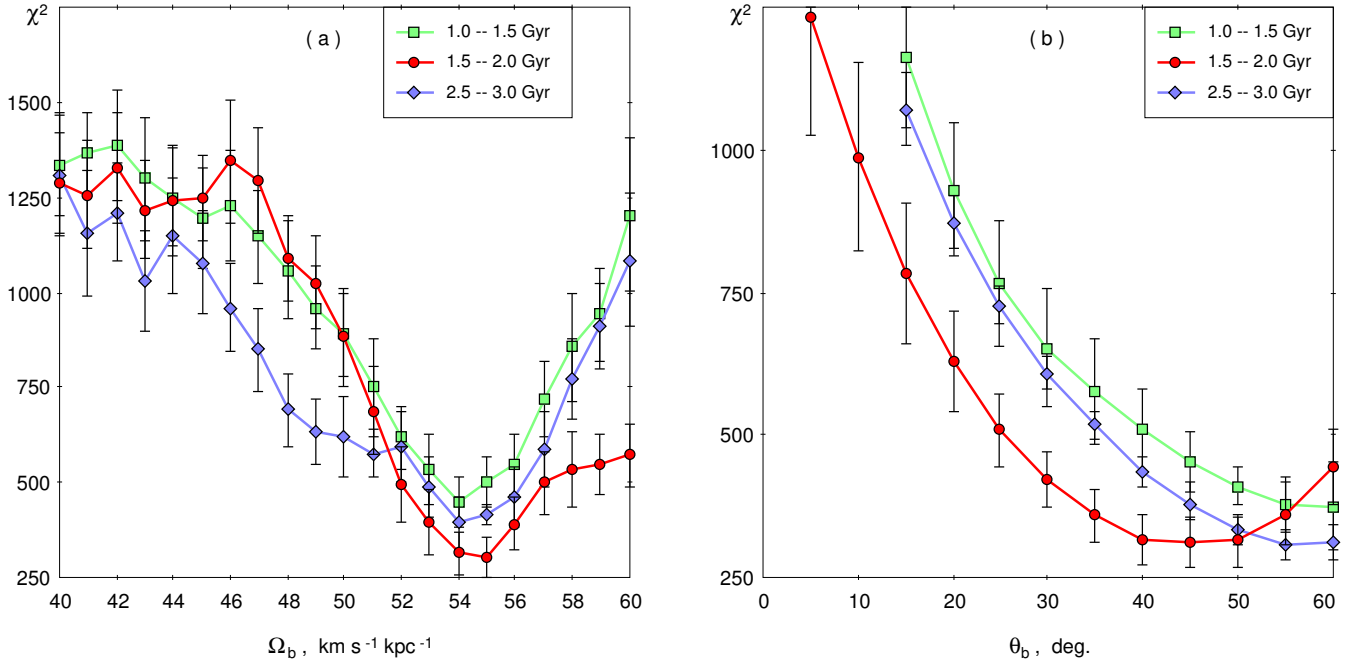 χ²
( a )
1.0 -- 1.5 Gyr
1.5 -- 2.0 Gyr
2.5 -- 3.0 Gyr
1500
1250
1000
750
500
250
40 42 44 46 48 50 52 54 56 58 60
Ω_b , km s⁻¹ kpc⁻¹
χ²
( b )
1.0 -- 1.5 Gyr
1.5 -- 2.0 Gyr
2.5 -- 3.0 Gyr
1000
750
500
250
0 10 20 30 40 50 60
θ_b , deg.